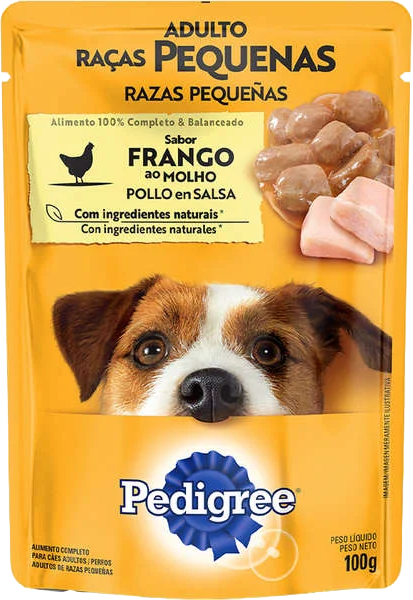 ADULTO
RAÇAS PEQUENAS
RAZAS PEQUEÑAS
Alimento 100% Completo & Balanceado
Sabor
FRANGO
ao MOLHO
POLLO en SALSA
Com ingredientes naturais*
Con ingredientes naturales*
IMAGEM/IMAGEN MERAMENTE ILUSTRATIVA
Pedigree®
ALIMENTO COMPLETO
PARA CÃES ADULTOS / PERROS
ADULTOS DE RAZAS PEQUEÑAS
PESO LÍQUIDO
PESO NETO
100g